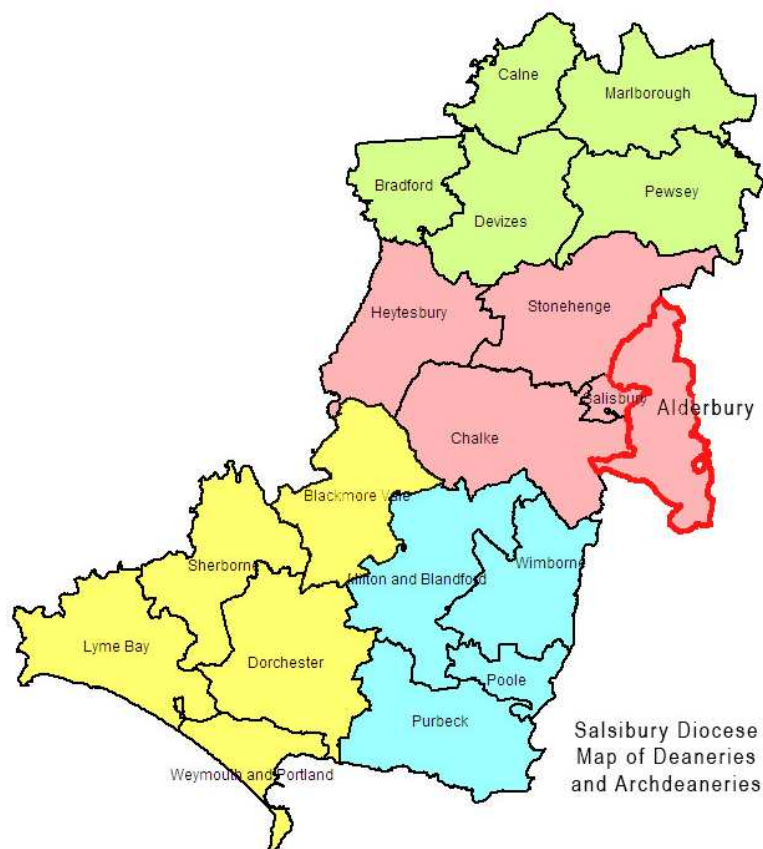 Calne
Marlborough
Bradford
Pewsey
Devizes
Heytesbury
Stonehenge
Salisbury
Alderbury
Chalke
Blackmore Vale
Sherborne
Milton and Blandford
Wimborne
Lyme Bay
Dorchester
Poole
Purbeck
Weymouth and Portland
Salsibury Diocese
Map of Deaneries
and Archdeaneries